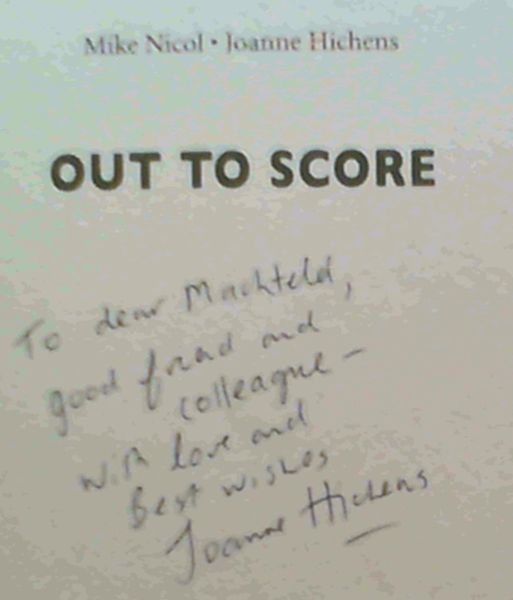 Mike Nicol • Joanne Hichens
OUT TO SCORE
To dear Machteld,
good friend and
colleague –
with love and
best wishes
Joanne Hichens